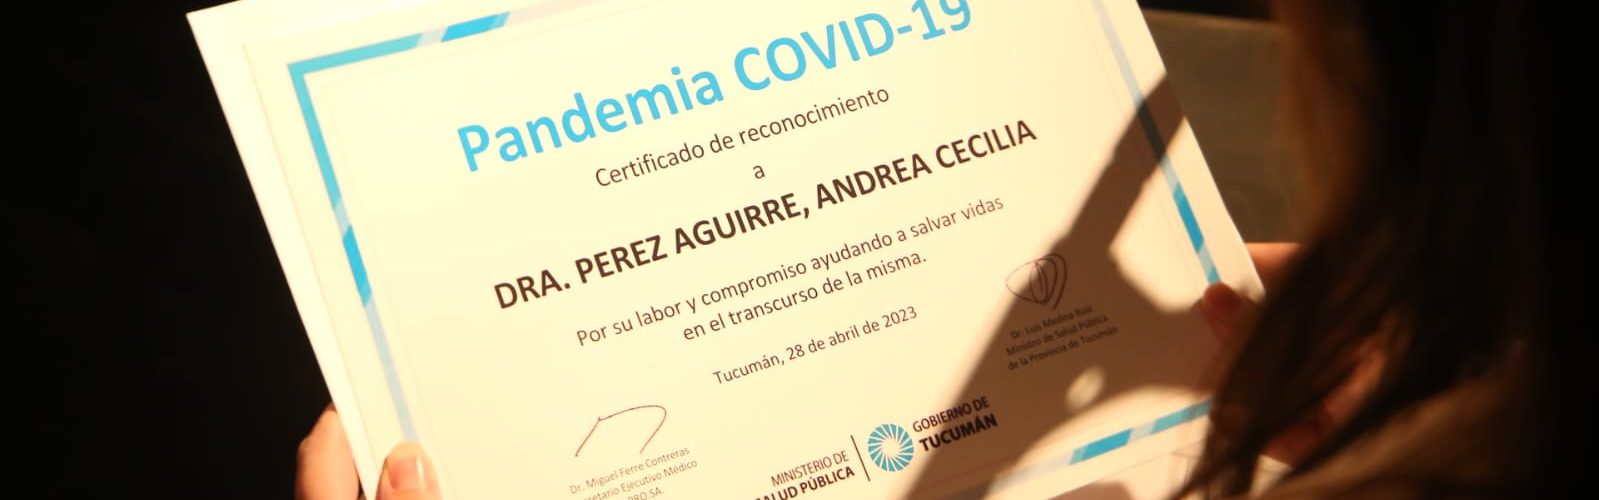 Pandemia COVID-19
Certificado de reconocimiento
a
DRA. PEREZ AGUIRRE, ANDREA CECILIA
Por su labor y compromiso ayudando a salvar vidas
en el transcurso de la misma.
Tucumán, 28 de abril de 2023
Dr. Luis Medina Ruiz
Ministro de Salud Pública
de la Provincia de Tucumán
Dr. Miguel Ferre Contreras
Ejecutivo Médico
SA.
MINISTERIO DE
SALUD PÚBLICA
GOBIERNO DE
TUCUMÁN